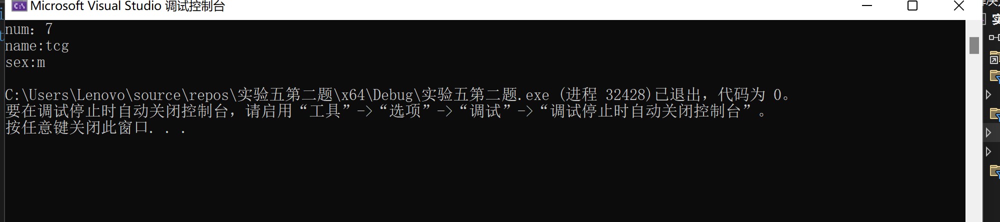 Microsoft Visual Studio 调试控制台
num：7
name:tcg
sex:m
C:\Users\Lenovo\source\repos\实验五第二题\x64\Debug\实验五第二题.exe (进程 32428)已退出，代码为 0。
要在调试停止时自动关闭控制台，请启用“工具”->“选项”->“调试”->“调试停止时自动关闭控制台”。
按任意键关闭此窗口. . .